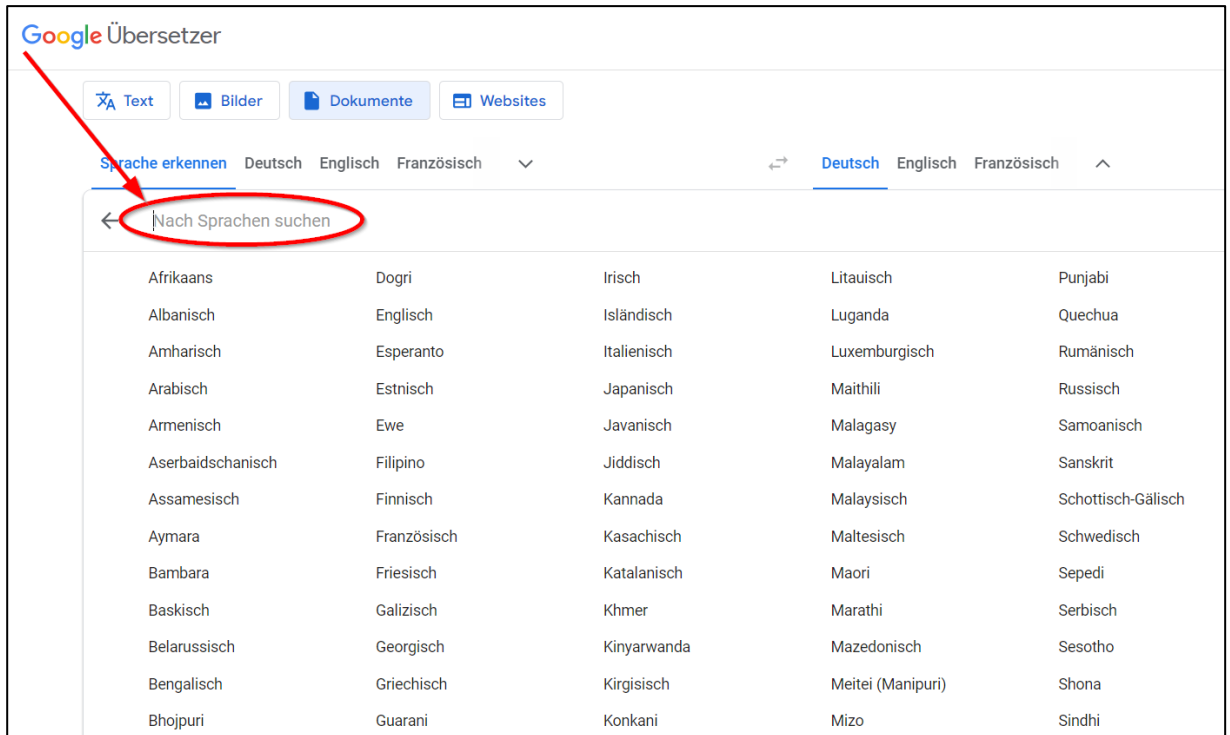 Google Übersetzer
Text Bilder Dokumente Websites
Sprache erkennen Deutsch Englisch Französisch Deutsch Englisch Französisch
Nach Sprachen suchen
Afrikaans Dogri Irisch Litauisch Punjabi
Albanisch Englisch Isländisch Luganda Quechua
Amharisch Esperanto Italienisch Luxemburgisch Rumänisch
Arabisch Estnisch Japanisch Maithili Russisch
Armenisch Ewe Javanisch Malagasy Samoanisch
Aserbaidschanisch Filipino Jiddisch Malayalam Sanskrit
Assamesisch Finnisch Kannada Malaysisch Schottisch-Gälisch
Aymara Französisch Kasachisch Maltesisch Schwedisch
Bambara Friesisch Katalanisch Maori Sepedi
Baskisch Galizisch Khmer Marathi Serbisch
Belarussisch Georgisch Kinyarwanda Mazedonisch Sesotho
Bengalisch Griechisch Kirgisisch Meitei (Manipuri) Shona
Bhojpuri Guarani Konkani Mizo Sindhi